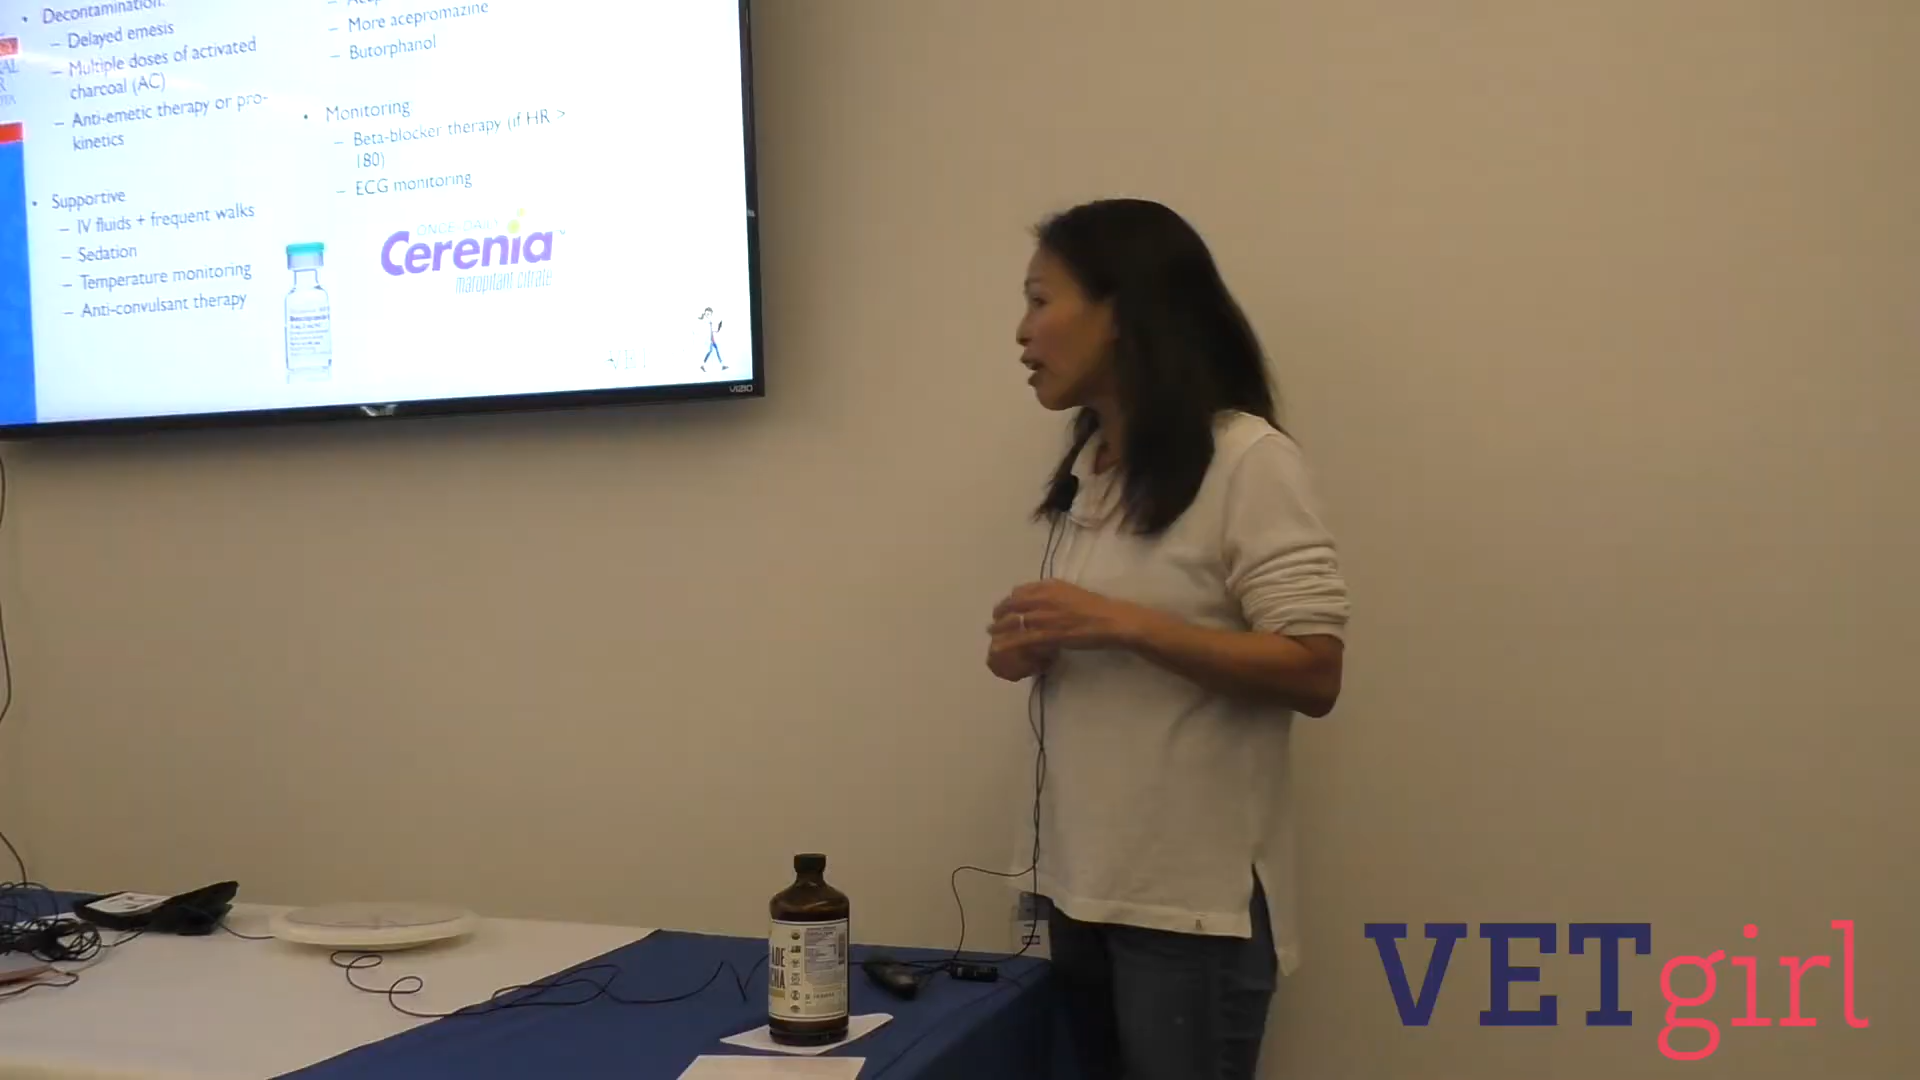 • Decontamination:
– Delayed emesis
– Multiple doses of activated
charcoal (AC)
– Anti-emetic therapy or pro-
kinetics
• Supportive
– IV fluids + frequent walks
– Sedation
– Temperature monitoring
– Anti-convulsant therapy
– More acepromazine
– Butorphanol
• Monitoring
– Beta-blocker therapy (if HR >
180)
– ECG monitoring
ONCE DAILY
Cerenia
maropitant citrate
VIZIO
VETgirl